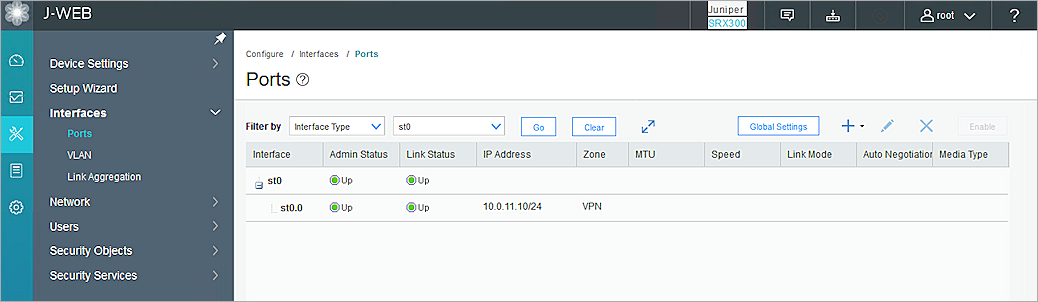 J-WEB
Juniper
SRX300
root
?
Device Settings
Setup Wizard
Interfaces
Ports
VLAN
Link Aggregation
Network
Users
Security Objects
Security Services
Configure / Interfaces / Ports
Ports ?
Filter by Interface Type st0 Go Clear Global Settings Enable
Interface Admin Status Link Status IP Address Zone MTU Speed Link Mode Auto Negotiation Media Type
st0 Up Up
st0.0 Up Up 10.0.11.10/24 VPN